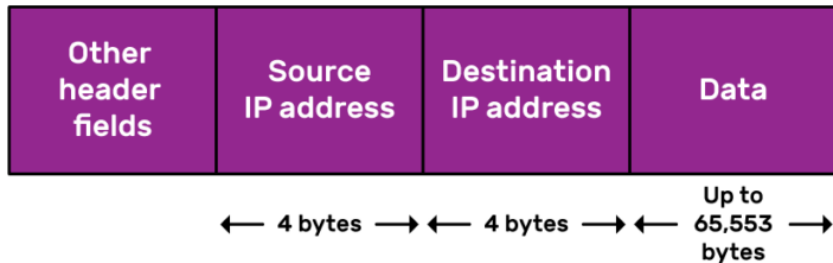 Other
header
fields
Source
IP address
Destination
IP address
Data
4 bytes
4 bytes
Up to
65,553
bytes